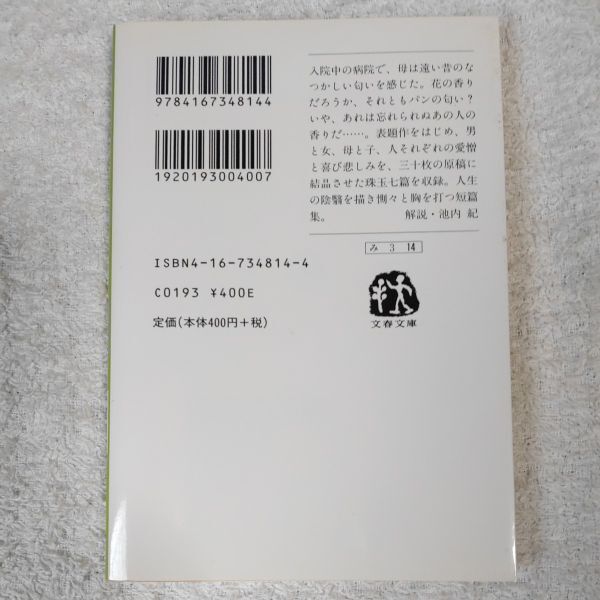 9784167348144
1920193004007
ISBN4-16-734814-4
C0193 ¥400E
定価(本体400円+税)
入院中の病院で、母は遠い昔のな
つかしい匂いを感じた。花の香り
だろうか、それともパンの匂い?
いや、あれは忘れられぬあの人の
香りだ……。表題作をはじめ、男
と女、母と子、人それぞれの愛憎
と喜び悲しみを、三十枚の原稿に
結晶させた珠玉七篇を収録。人生
の陰翳を描き惻々と胸を打つ短篇
集。 解説・池内 紀
み 3 14
文春文庫